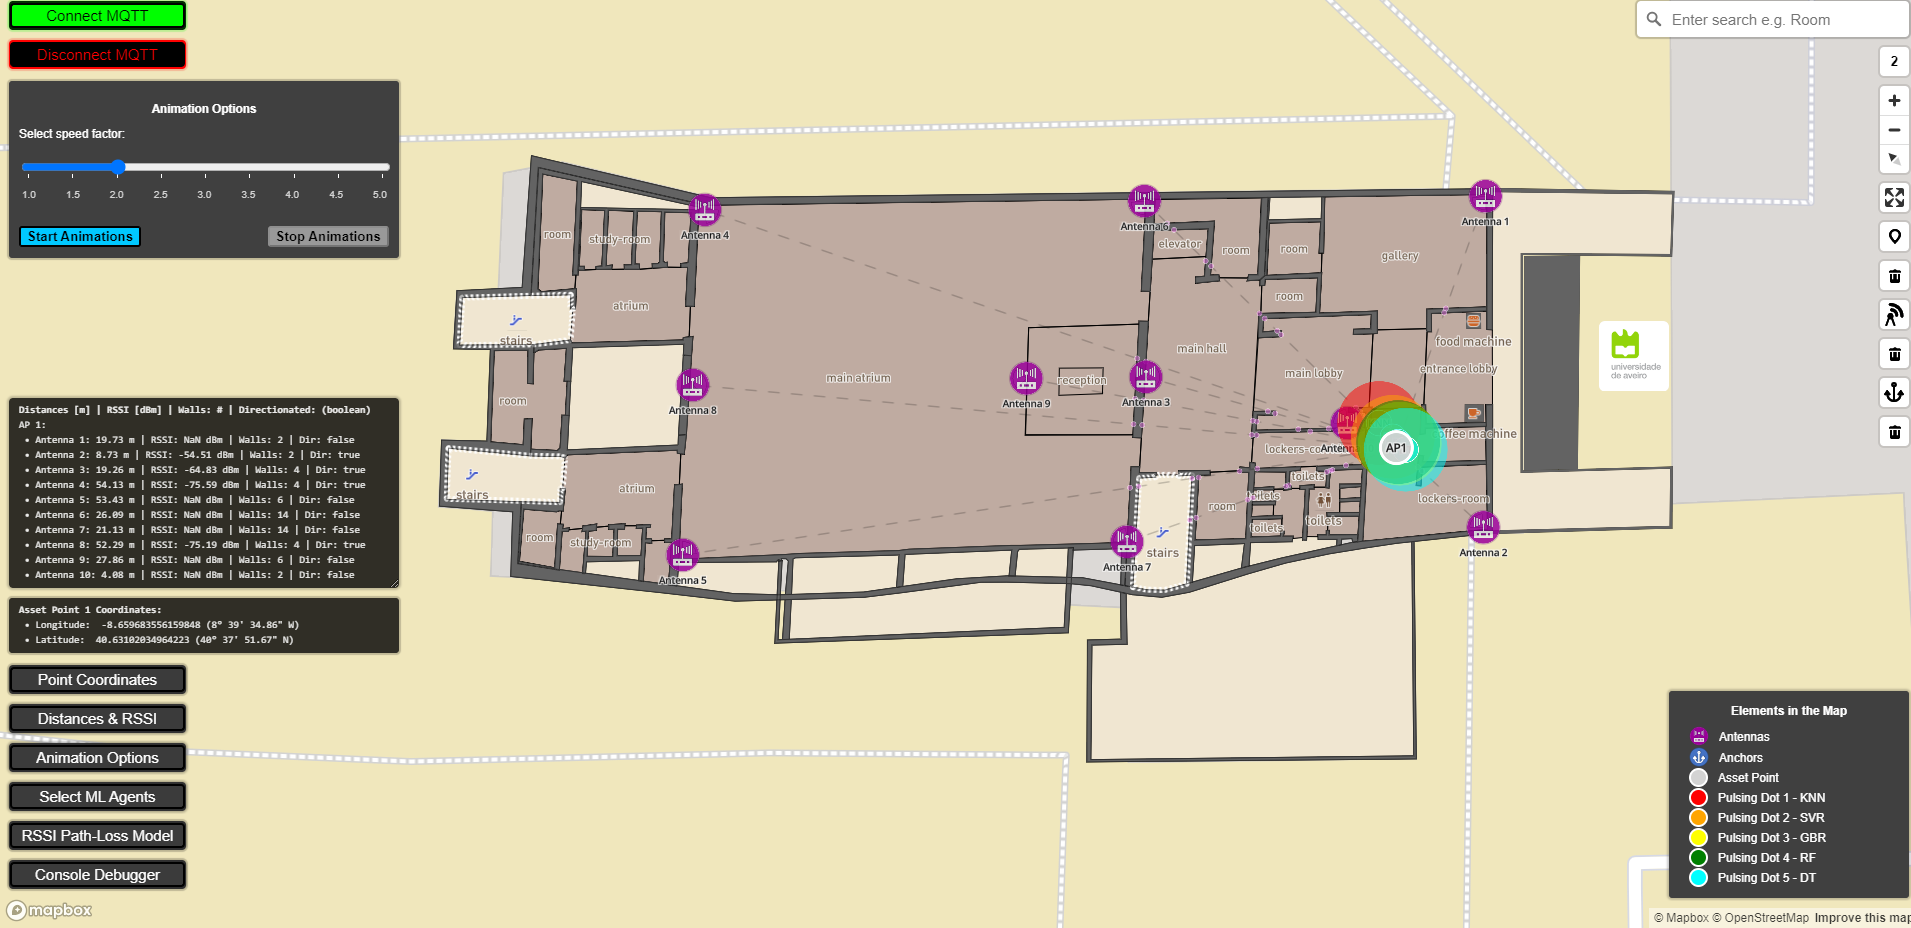 Connect MQTT
Disconnect MQTT
Animation Options
Select speed factor:
1.0 1.5 2.0 2.5 3.0 3.5 4.0 4.5 5.0
Start Animations
Stop Animations
Distances [m] | RSSI [dBm] | Walls: # | Directionated: (boolean)
AP 1:
• Antenna 1: 19.73 m | RSSI: NaN dBm | Walls: 2 | Dir: false
• Antenna 2: 8.73 m | RSSI: -54.51 dBm | Walls: 2 | Dir: true
• Antenna 3: 19.26 m | RSSI: -64.83 dBm | Walls: 4 | Dir: true
• Antenna 4: 54.13 m | RSSI: -75.59 dBm | Walls: 4 | Dir: true
• Antenna 5: 53.43 m | RSSI: NaN dBm | Walls: 6 | Dir: false
• Antenna 6: 26.09 m | RSSI: NaN dBm | Walls: 14 | Dir: false
• Antenna 7: 21.13 m | RSSI: NaN dBm | Walls: 14 | Dir: false
• Antenna 8: 52.29 m | RSSI: -75.19 dBm | Walls: 4 | Dir: true
• Antenna 9: 27.86 m | RSSI: NaN dBm | Walls: 6 | Dir: false
• Antenna 10: 4.08 m | RSSI: NaN dBm | Walls: 2 | Dir: false
Asset Point 1 Coordinates:
• Longitude: -8.659683556159848 (8º 39' 34.86" W)
• Latitude: 40.63102034964223 (40º 37' 51.67" N)
Point Coordinates
Distances & RSSI
Animation Options
Select ML Agents
RSSI Path-Loss Model
Console Debugger
mapbox
room
study-room
Antenna 4
atrium
stairs
room
Antenna 8
stairs
atrium
room
study-room
Antenna 5
main atrium
Antenna 9
reception
Antenna 3
Antenna 6
elevator
room
room
room
gallery
Antenna 1
main hall
main lobby
food machine
entrance lobby
coffee machine
lockers-co
Antenn
AP1
toilets
toilets
toilets
toilets
room
lockers-room
Antenna 2
Antenna 7
stairs
universidade
de aveiro
Enter search e.g. Room
2
Elements in the Map
Antennas
Anchors
Asset Point
Pulsing Dot 1 - KNN
Pulsing Dot 2 - SVR
Pulsing Dot 3 - GBR
Pulsing Dot 4 - RF
Pulsing Dot 5 - DT
© Mapbox © OpenStreetMap Improve this map